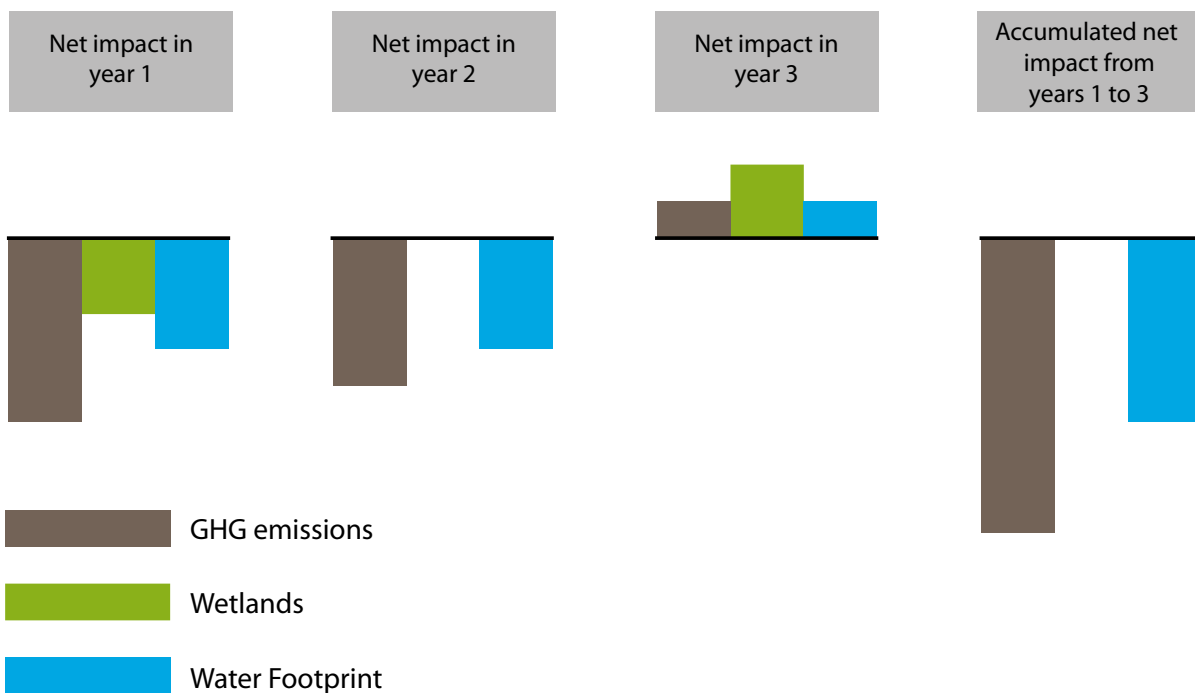 Net impact in
year 1
Net impact in
year 2
Net impact in
year 3
Accumulated net
impact from
years 1 to 3
GHG emissions
Wetlands
Water Footprint